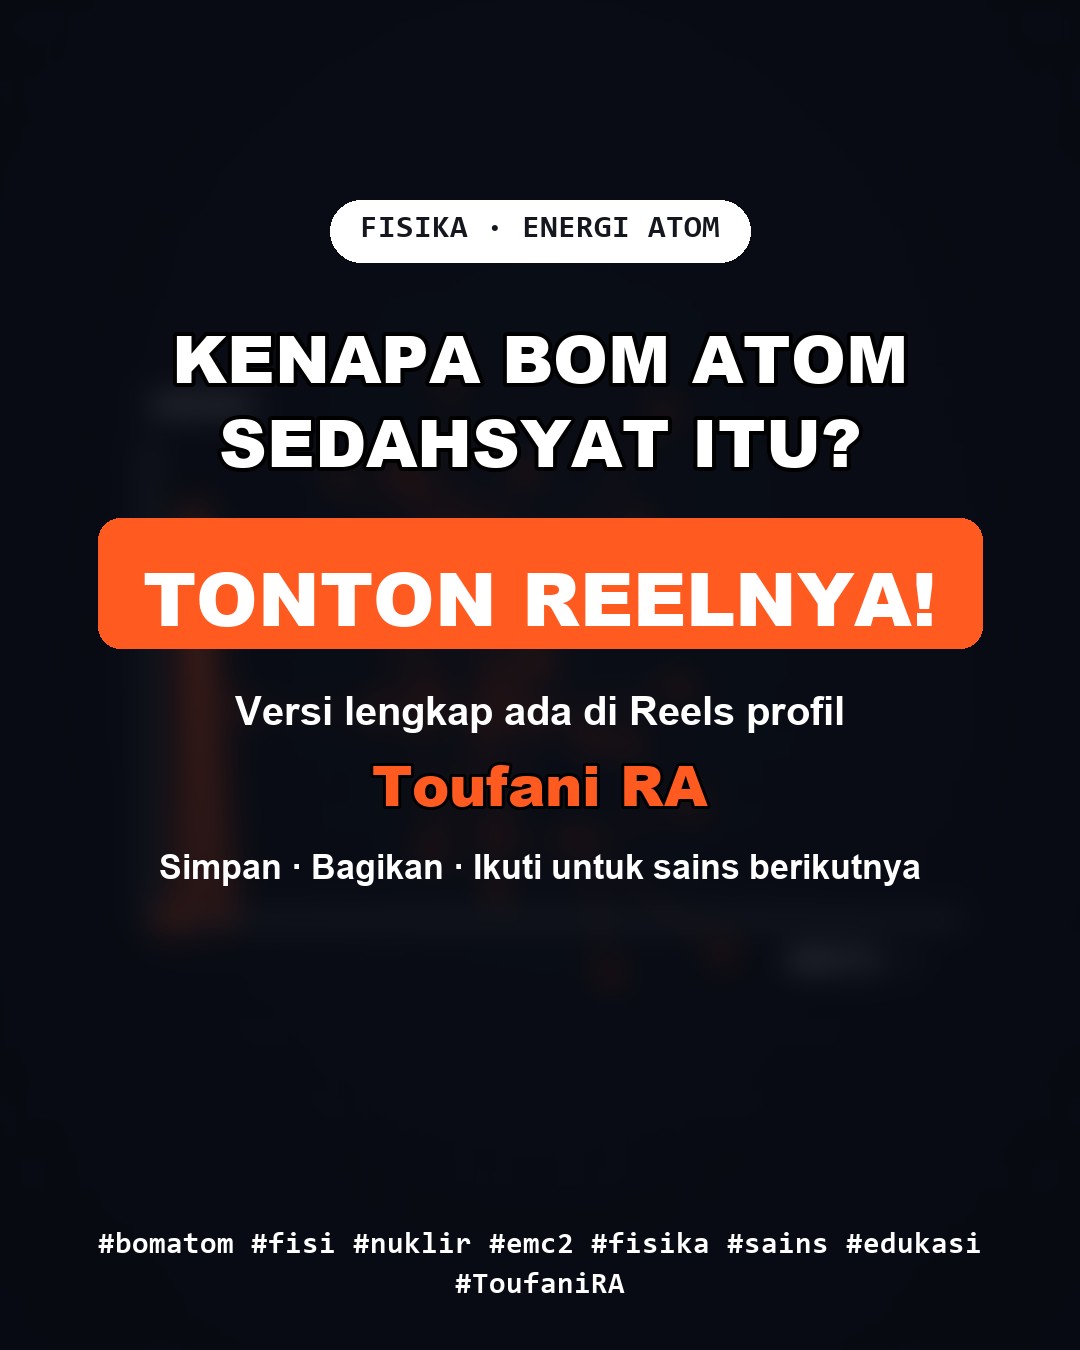 FISIKA · ENERGI ATOM
KENAPA BOM ATOM
SEDAHSYAT ITU?
TONTON REELNYA!
Versi lengkap ada di Reels profil
Toufani RA
Simpan · Bagikan · Ikuti untuk sains berikutnya
#bomatom #fisi #nuklir #emc2 #fisika #sains #edukasi
#ToufaniRA